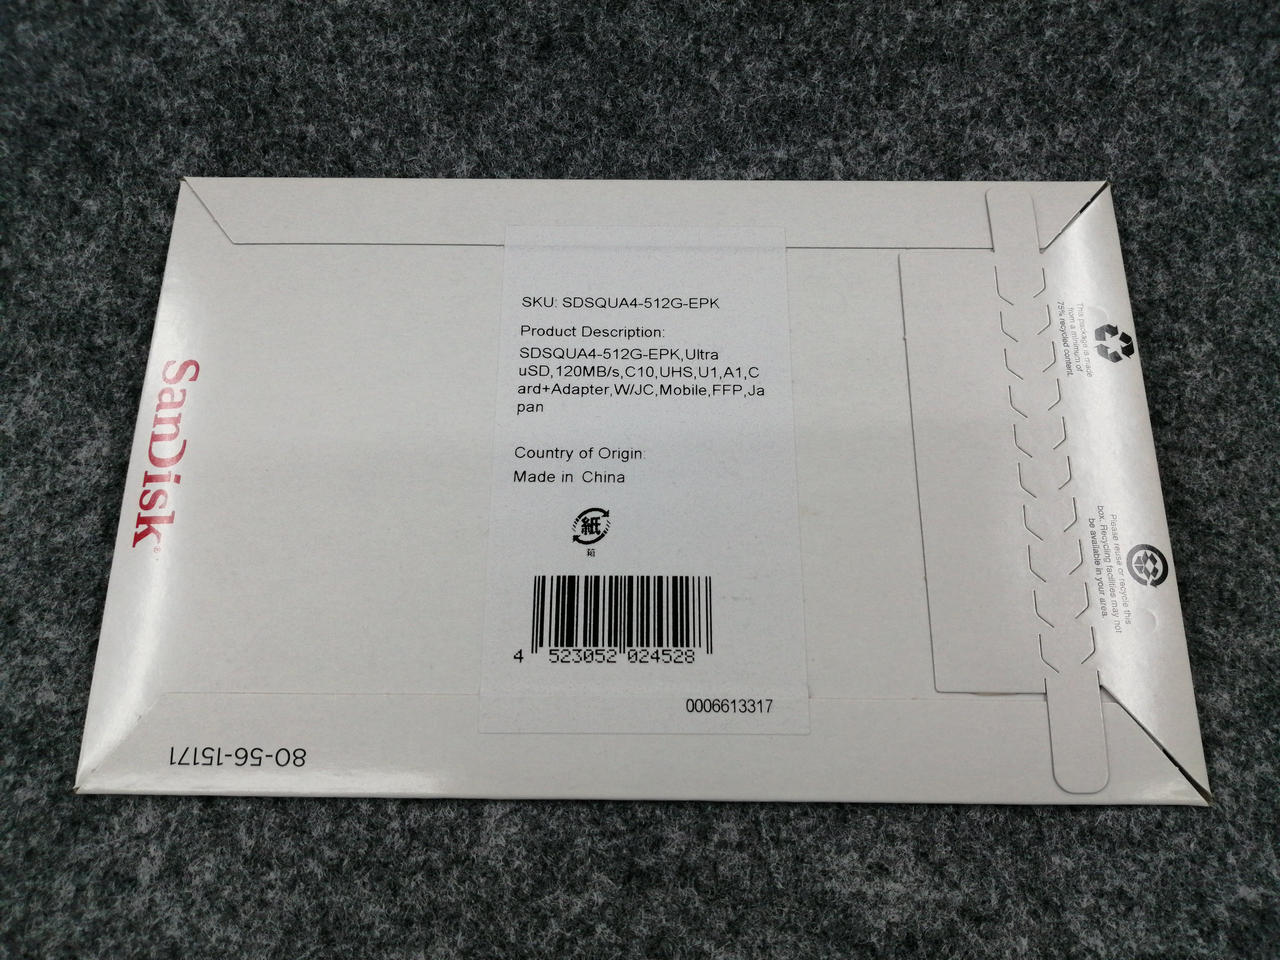 SKU: SDSQUA4-512G-EPK
Product Description:
SDSQUA4-512G-EPK,Ultra
uSD,120MB/s,C10,UHS,U1,A1,C
ard+Adapter,W/JC,Mobile,FFP,Ja
pan
Country of Origin:
Made in China
紙
箱
4 523052 024528
0006613317
SanDisk®
80-56-15171
This package is made
from a minimum of
75% recycled content.
Please reuse or recycle this
box. Recycling facilities may not
be available in your area.